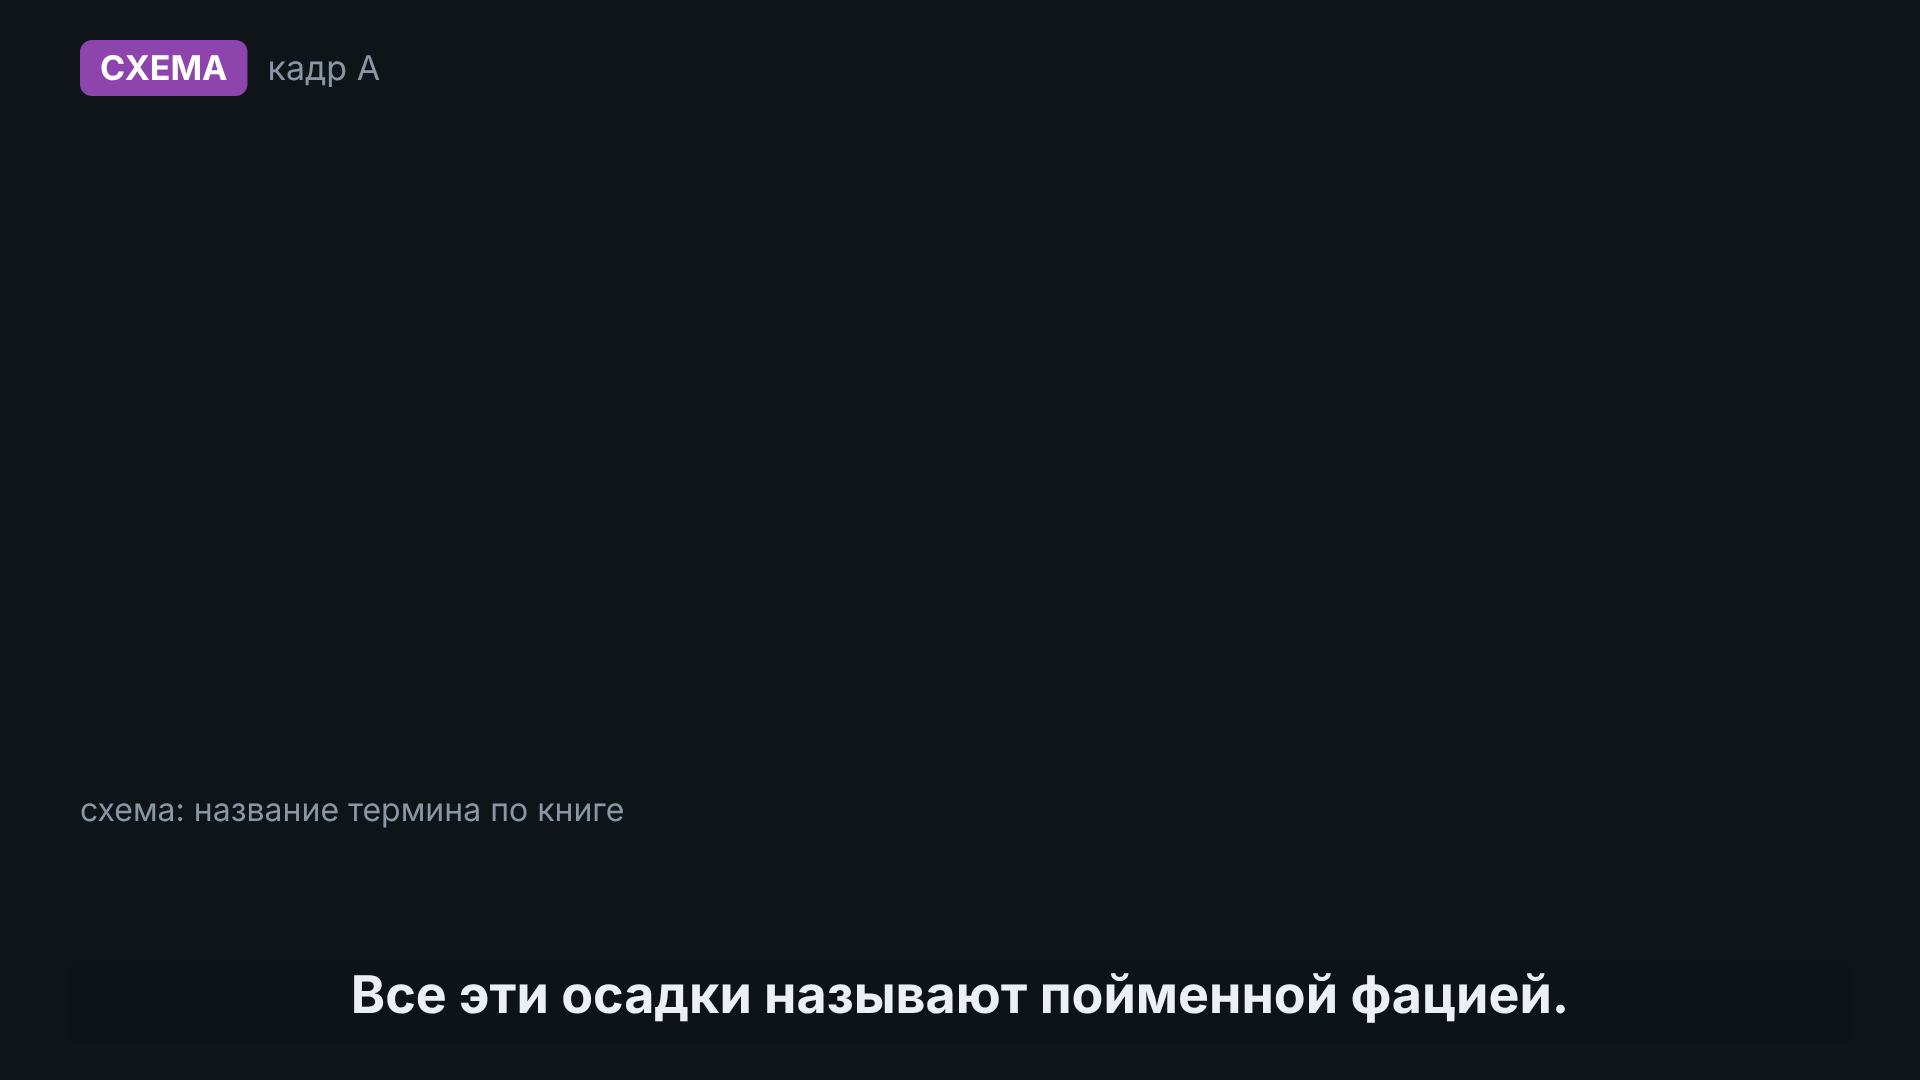 СХЕМА кадр А
схема: название термина по книге
Все эти осадки называют пойменной фацией.